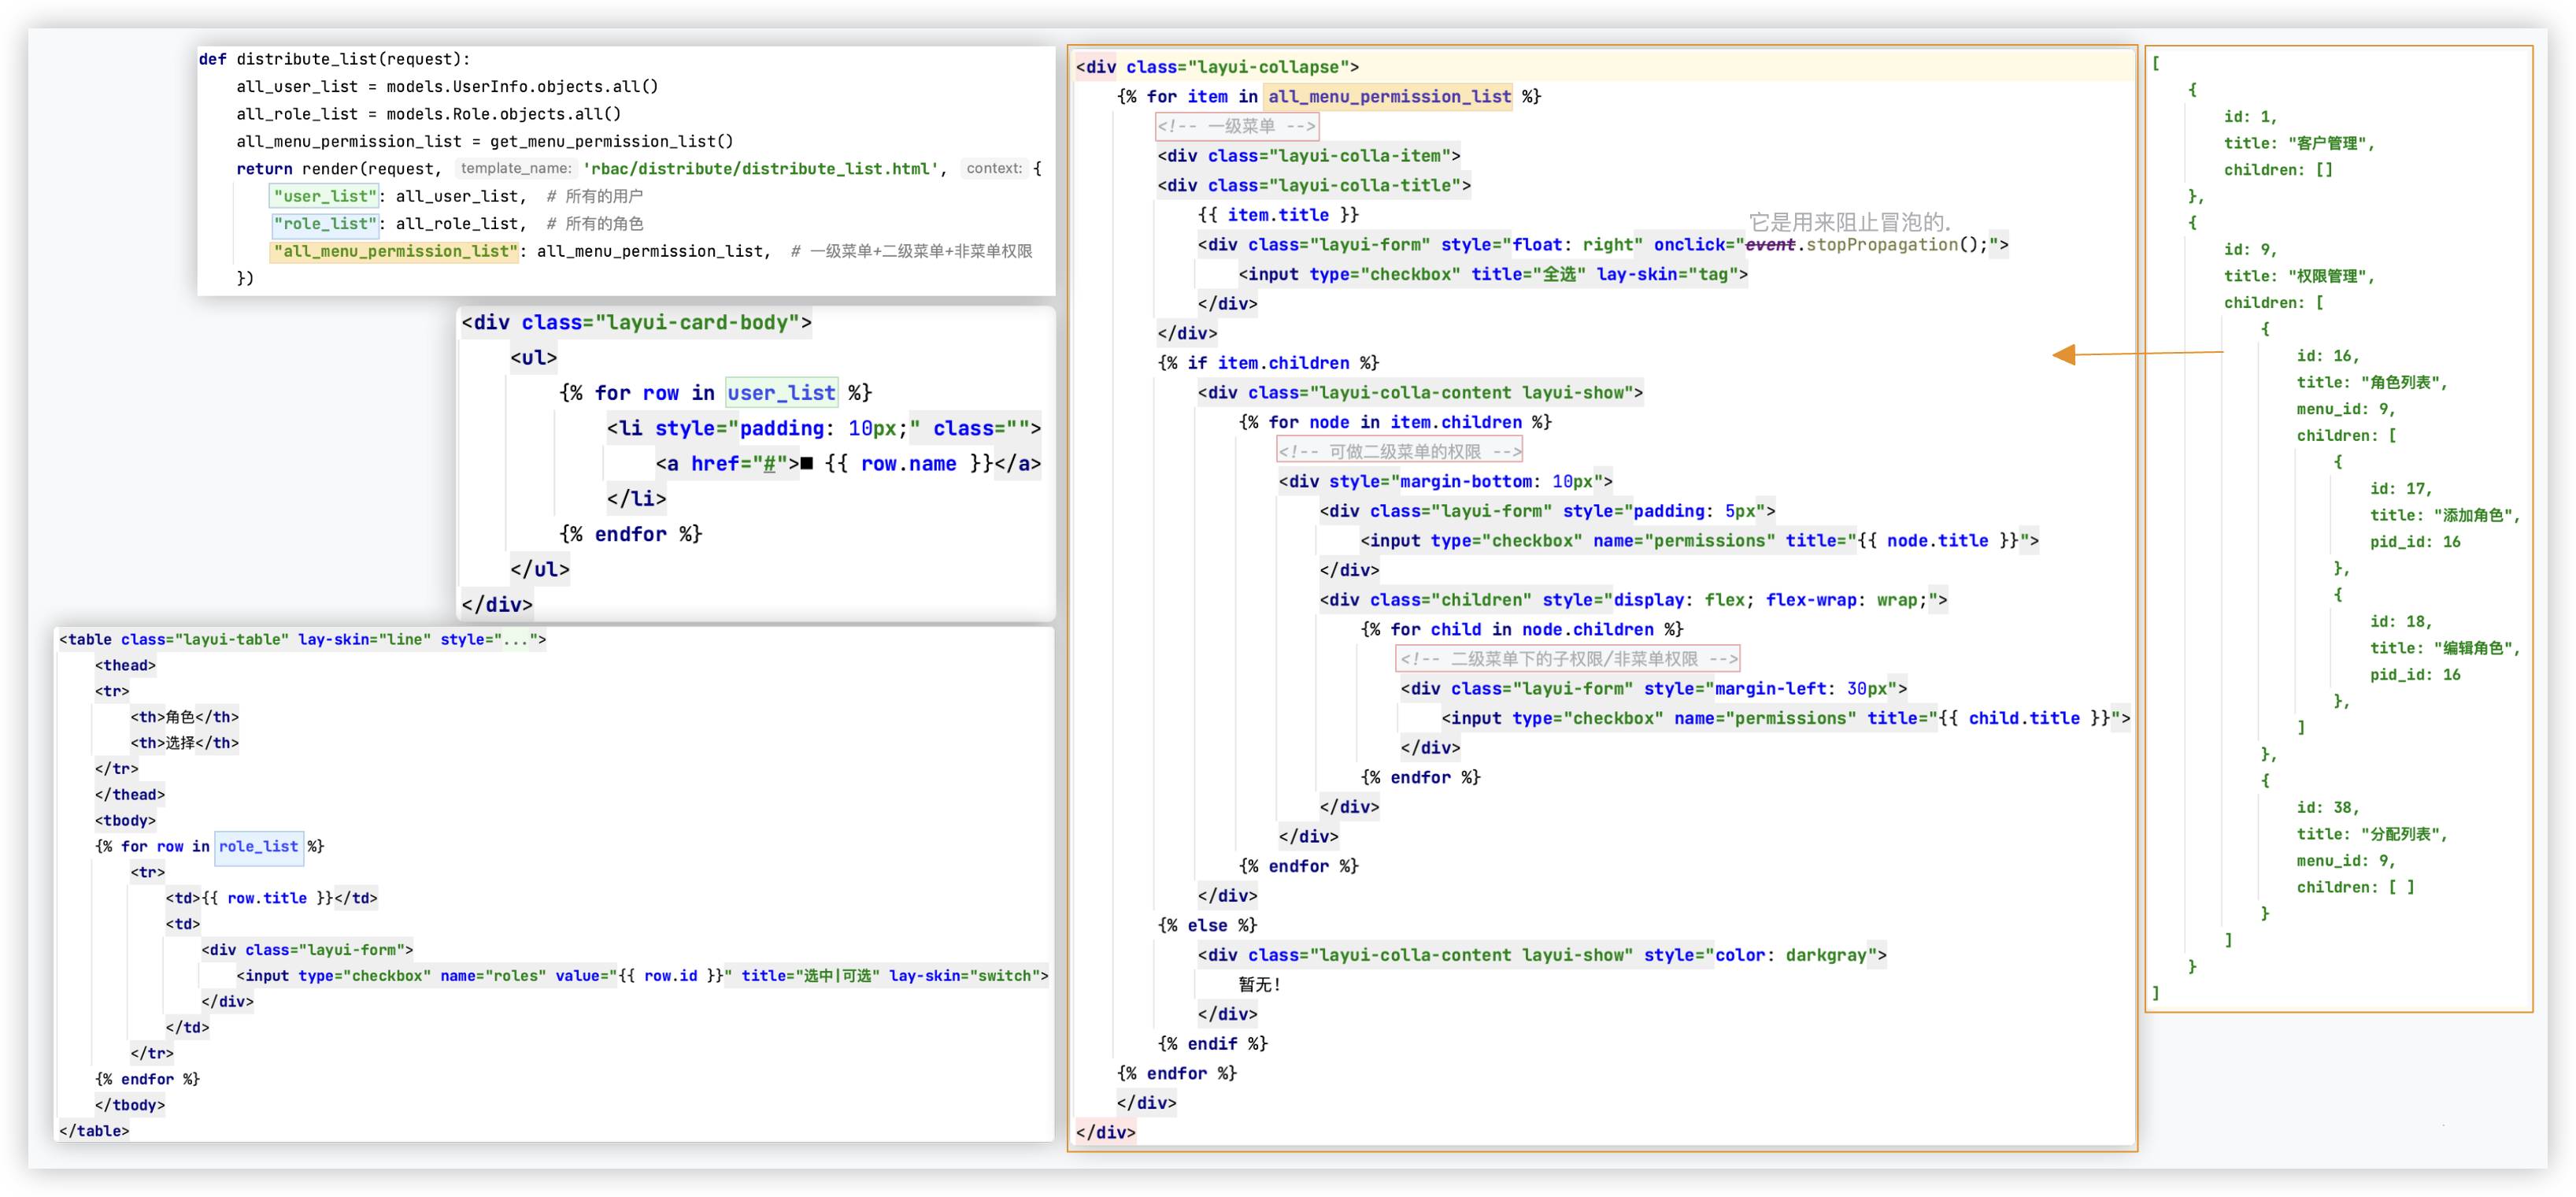 def distribute_list(request):
    all_user_list = models.UserInfo.objects.all()
    all_role_list = models.Role.objects.all()
    all_menu_permission_list = get_menu_permission_list()
    return render(request, template_name: 'rbac/distribute/distribute_list.html', context: {
        "user_list": all_user_list,  # 所有的用户
        "role_list": all_role_list,  # 所有的角色
        "all_menu_permission_list": all_menu_permission_list,  # 一级菜单+二级菜单+非菜单权限
    })
<div class="layui-card-body">
    <ul>
        {% for row in user_list %}
            <li style="padding: 10px;" class="">
                <a href="#">■ {{ row.name }}</a>
            </li>
        {% endfor %}
    </ul>
</div>
<table class="layui-table" lay-skin="line" style="...">
    <thead>
    <tr>
        <th>角色</th>
        <th>选择</th>
    </tr>
    </thead>
    <tbody>
    {% for row in role_list %}
        <tr>
            <td>{{ row.title }}</td>
            <td>
                <div class="layui-form">
                    <input type="checkbox" name="roles" value="{{ row.id }}" title="选中|可选" lay-skin="switch">
                </div>
            </td>
        </tr>
    {% endfor %}
    </tbody>
</table>
<div class="layui-collapse">
    {% for item in all_menu_permission_list %}
        <!-- 一级菜单 -->
        <div class="layui-colla-item">
        <div class="layui-colla-title">
            {{ item.title }}
它是用来阻止冒泡的.
            <div class="layui-form" style="float: right" onclick="event.stopPropagation();">
                <input type="checkbox" title="全选" lay-skin="tag">
            </div>
        </div>
        {% if item.children %}
            <div class="layui-colla-content layui-show">
                {% for node in item.children %}
                    <!-- 可做二级菜单的权限 -->
                    <div style="margin-bottom: 10px">
                        <div class="layui-form" style="padding: 5px">
                            <input type="checkbox" name="permissions" title="{{ node.title }}">
                        </div>
                        <div class="children" style="display: flex; flex-wrap: wrap;">
                            {% for child in node.children %}
                                <!-- 二级菜单下的子权限/非菜单权限 -->
                                <div class="layui-form" style="margin-left: 30px">
                                    <input type="checkbox" name="permissions" title="{{ child.title }}">
                                </div>
                            {% endfor %}
                        </div>
                    </div>
                {% endfor %}
            </div>
        {% else %}
            <div class="layui-colla-content layui-show" style="color: darkgray">
                暂无!
            </div>
        {% endif %}
    {% endfor %}
    </div>
</div>
[
    {
        id: 1,
        title: "客户管理",
        children: []
    },
    {
        id: 9,
        title: "权限管理",
        children: [
            {
                id: 16,
                title: "角色列表",
                menu_id: 9,
                children: [
                    {
                        id: 17,
                        title: "添加角色",
                        pid_id: 16
                    },
                    {
                        id: 18,
                        title: "编辑角色",
                        pid_id: 16
                    },
                ]
            },
            {
                id: 38,
                title: "分配列表",
                menu_id: 9,
                children: [ ]
            }
        ]
    }
]